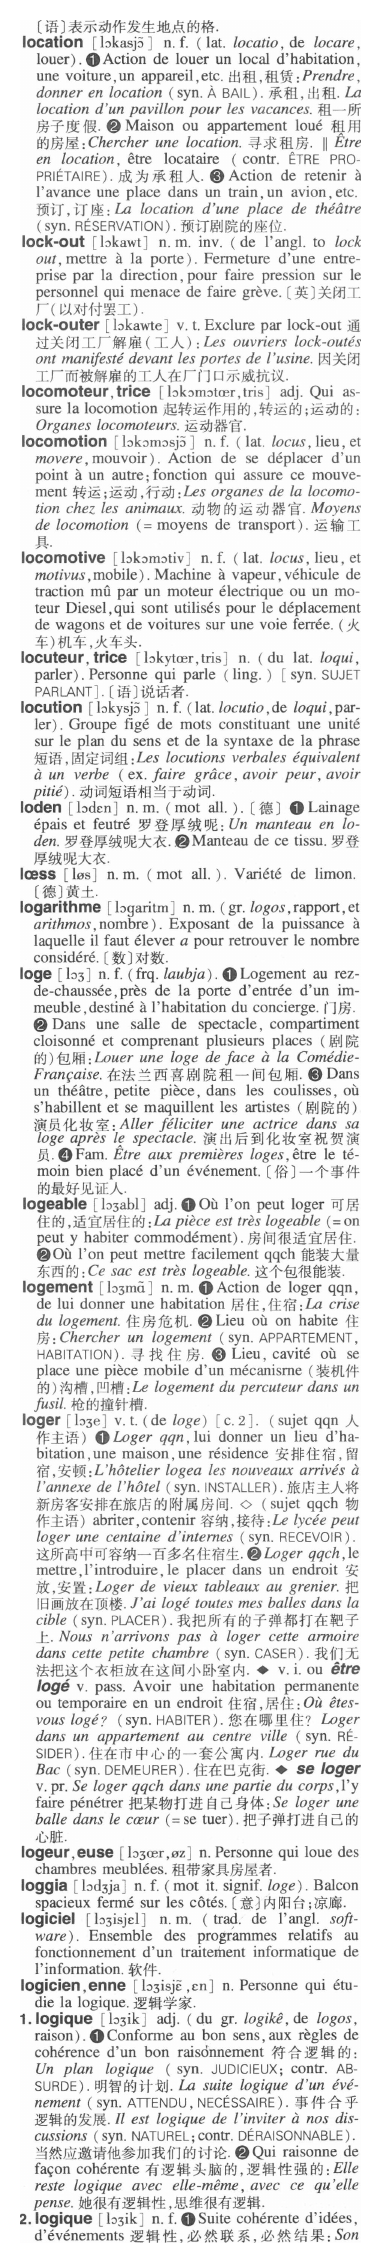 〔语〕表示动作发生地点的格.
location [lɔkasjɔ̃] n. f. ( lat. locatio, de locare,
louer). ❶ Action de louer un local d'habitation,
une voiture, un appareil, etc. 出租,租赁: Prendre,
donner en location (syn. À BAIL). 承租,出租. La
location d'un pavillon pour les vacances. 租一所
房子度假. ❷ Maison ou appartement loué 租用
的房屋: Chercher une location. 寻求租房. ‖ Être
en location, être locataire ( contr. ÊTRE PRO-
PRIÉTAIRE). 成为承租人. ❸ Action de retenir à
l'avance une place dans un train, un avion, etc.
预订,订座: La location d'une place de théâtre
(syn. RÉSERVATION). 预订剧院的座位.
lock-out [lɔkawt] n. m. inv. ( de l'angl. to lock
out, mettre à la porte). Fermeture d'une entre-
prise par la direction, pour faire pression sur le
personnel qui menace de faire grève. 〔英〕关闭工
厂(以对付罢工).
lock-outer [lɔkawte] v. t. Exclure par lock-out 通
过关闭工厂解雇(工人): Les ouvriers lock-outés
ont manifesté devant les portes de l'usine. 因关闭
工厂而被解雇的工人在厂门口示威抗议.
locomoteur, trice [lɔkɔmɔtœr, tris] adj. Qui as-
sure la locomotion 起转运作用的,转运的;运动的:
Organes locomoteurs. 运动器官.
locomotion [lɔkɔmɔsjɔ̃] n. f. ( lat. locus, lieu, et
movere, mouvoir). Action de se déplacer d'un
point à un autre; fonction qui assure ce mouve-
ment 转运;运动,行动: Les organes de la locomo-
tion chez les animaux. 动物的运动器官. Moyens
de locomotion (= moyens de transport). 运输工
具.
locomotive [lɔkɔmɔtiv] n. f. ( lat. locus, lieu, et
motivus, mobile). Machine à vapeur, véhicule de
traction mû par un moteur électrique ou un mo-
teur Diesel, qui sont utilisés pour le déplacement
de wagons et de voitures sur une voie ferrée. (火
车)机车,火车头.
locuteur, trice [lɔkytœr, tris] n. ( du lat. loqui,
parler). Personne qui parle ( ling. ) [ syn. SUJET
PARLANT]. 〔语〕说话者.
locution [lɔkysjɔ̃] n. f. (lat. locutio, de loqui, par-
ler). Groupe figé de mots constituant une unité
sur le plan du sens et de la syntaxe de la phrase
短语,固定词组: Les locutions verbales équivalent
à un verbe ( ex. faire grâce, avoir peur, avoir
pitié). 动词短语相当于动词.
loden [lɔdɛn] n. m. ( mot all. ). 〔德〕 ❶ Lainage
épais et feutré 罗登厚绒呢: Un manteau en lo-
den. 罗登厚绒呢大衣. ❷ Manteau de ce tissu. 罗登
厚绒呢大衣.
lœss [løs] n. m. ( mot all. ). Variété de limon.
〔德〕黄土.
logarithme [lɔgaritm] n. m. (gr. logos, rapport, et
arithmos, nombre). Exposant de la puissance à
laquelle il faut élever a pour retrouver le nombre
considéré. 〔数〕对数.
loge [lɔʒ] n. f. (frq. laubja). ❶ Logement au rez-
de-chaussée, près de la porte d'entrée d'un im-
meuble, destiné à l'habitation du concierge. 门房.
❷ Dans une salle de spectacle, compartiment
cloisonné et comprenant plusieurs places (剧院
的)包厢: Louer une loge de face à la Comédie-
Française. 在法兰西喜剧院租一间包厢. ❸ Dans
un théâtre, petite pièce, dans les coulisses, où
s'habillent et se maquillent les artistes (剧院的)
演员化妆室: Aller féliciter une actrice dans sa
loge après le spectacle. 演出后到化妆室祝贺演
员. ❹ Fam. Être aux premières loges, être le té-
moin bien placé d'un événement. 〔俗〕一个事件
的最好见证人.
logeable [lɔʒabl] adj. ❶ Où l'on peut loger 可居
住的,适宜居住的: La pièce est très logeable (= on
peut y habiter commodément). 房间很适宜居住.
❷ Où l'on peut mettre facilement qqch 能装大量
东西的: Ce sac est très logeable. 这个包很能装.
logement [lɔʒmɑ̃] n. m. ❶ Action de loger qqn,
de lui donner une habitation 居住,住宿: La crise
du logement. 住房危机. ❷ Lieu où on habite 住
房: Chercher un logement ( syn. APPARTEMENT,
HABITATION). 寻找住房. ❸ Lieu, cavité où se
place une pièce mobile d'un mécanisme (装机件
的)沟槽,凹槽: Le logement du percuteur dans un
fusil. 枪的撞针槽.
loger [lɔʒe] v. t. (de loge) [c. 2]. (sujet qqn 人
作主语) ❶ Loger qqn, lui donner un lieu d'ha-
bitation, une maison, une résidence 安排住宿,留
宿,安顿: L'hôtelier logea les nouveaux arrivés à
l'annexe de l'hôtel (syn. INSTALLER). 旅店主人将
新房客安排在旅店的附属房间. ◇ (sujet qqch 物
作主语) abriter, contenir 容纳,接待: Le lycée peut
loger une centaine d'internes (syn. RECEVOIR).
这所高中可容纳一百多名住宿生. ❷ Loger qqch, le
mettre, l'introduire, le placer dans un endroit 安
放,安置: Loger de vieux tableaux au grenier. 把
旧画放在顶楼. J'ai logé toutes mes balles dans la
cible (syn. PLACER). 我把所有的子弹都打在靶子
上. Nous n'arrivons pas à loger cette armoire
dans cette petite chambre (syn. CASER). 我们无
法把这个衣柜放在这间小卧室内. ◆ v. i. ou être
logé v. pass. Avoir une habitation permanente
ou temporaire en un endroit 住宿,居住: Où êtes-
vous logé? (syn. HABITER). 您在哪里住? Loger
dans un appartement au centre ville ( syn. RÉ-
SIDER). 住在市中心的一套公寓内. Loger rue du
Bac (syn. DEMEURER). 住在巴克街. ◆ se loger
v. pr. Se loger qqch dans une partie du corps, l'y
faire pénétrer 把某物打进自己身体: Se loger une
balle dans le cœur (= se tuer). 把子弹打进自己的
心脏.
logeur, euse [lɔʒœr, øz] n. Personne qui loue des
chambres meublées. 租带家具房屋者.
loggia [lɔdʒja] n. f. ( mot it. signif. loge). Balcon
spacieux fermé sur les côtés. 〔意〕内阳台;凉廊.
logiciel [lɔʒisjɛl] n. m. ( trad. de l'angl. soft-
ware). Ensemble des programmes relatifs au
fonctionnement d'un traitement informatique de
l'information. 软件.
logicien, enne [lɔʒisjɛ̃, ɛn] n. Personne qui étu-
die la logique. 逻辑学家.
1. logique [lɔʒik] adj. ( du gr. logikê, de logos,
raison). ❶ Conforme au bon sens, aux règles de
cohérence d'un bon raisonnement 符合逻辑的:
Un plan logique ( syn. JUDICIEUX; contr. AB-
SURDE). 明智的计划. La suite logique d'un évé-
nement (syn. ATTENDU, NÉCESSAIRE). 事件合乎
逻辑的发展. Il est logique de l'inviter à nos dis-
cussions (syn. NATUREL; contr. DÉRAISONNABLE).
当然应邀请他参加我们的讨论. ❷ Qui raisonne de
façon cohérente 有逻辑头脑的,逻辑性强的: Elle
reste logique avec elle-même, avec ce qu'elle
pense. 她很有逻辑性,思维很有逻辑.
2. logique [lɔʒik] n. f. ❶ Suite cohérente d'idées,
d'événements 逻辑性,必然联系,必然结果: Son